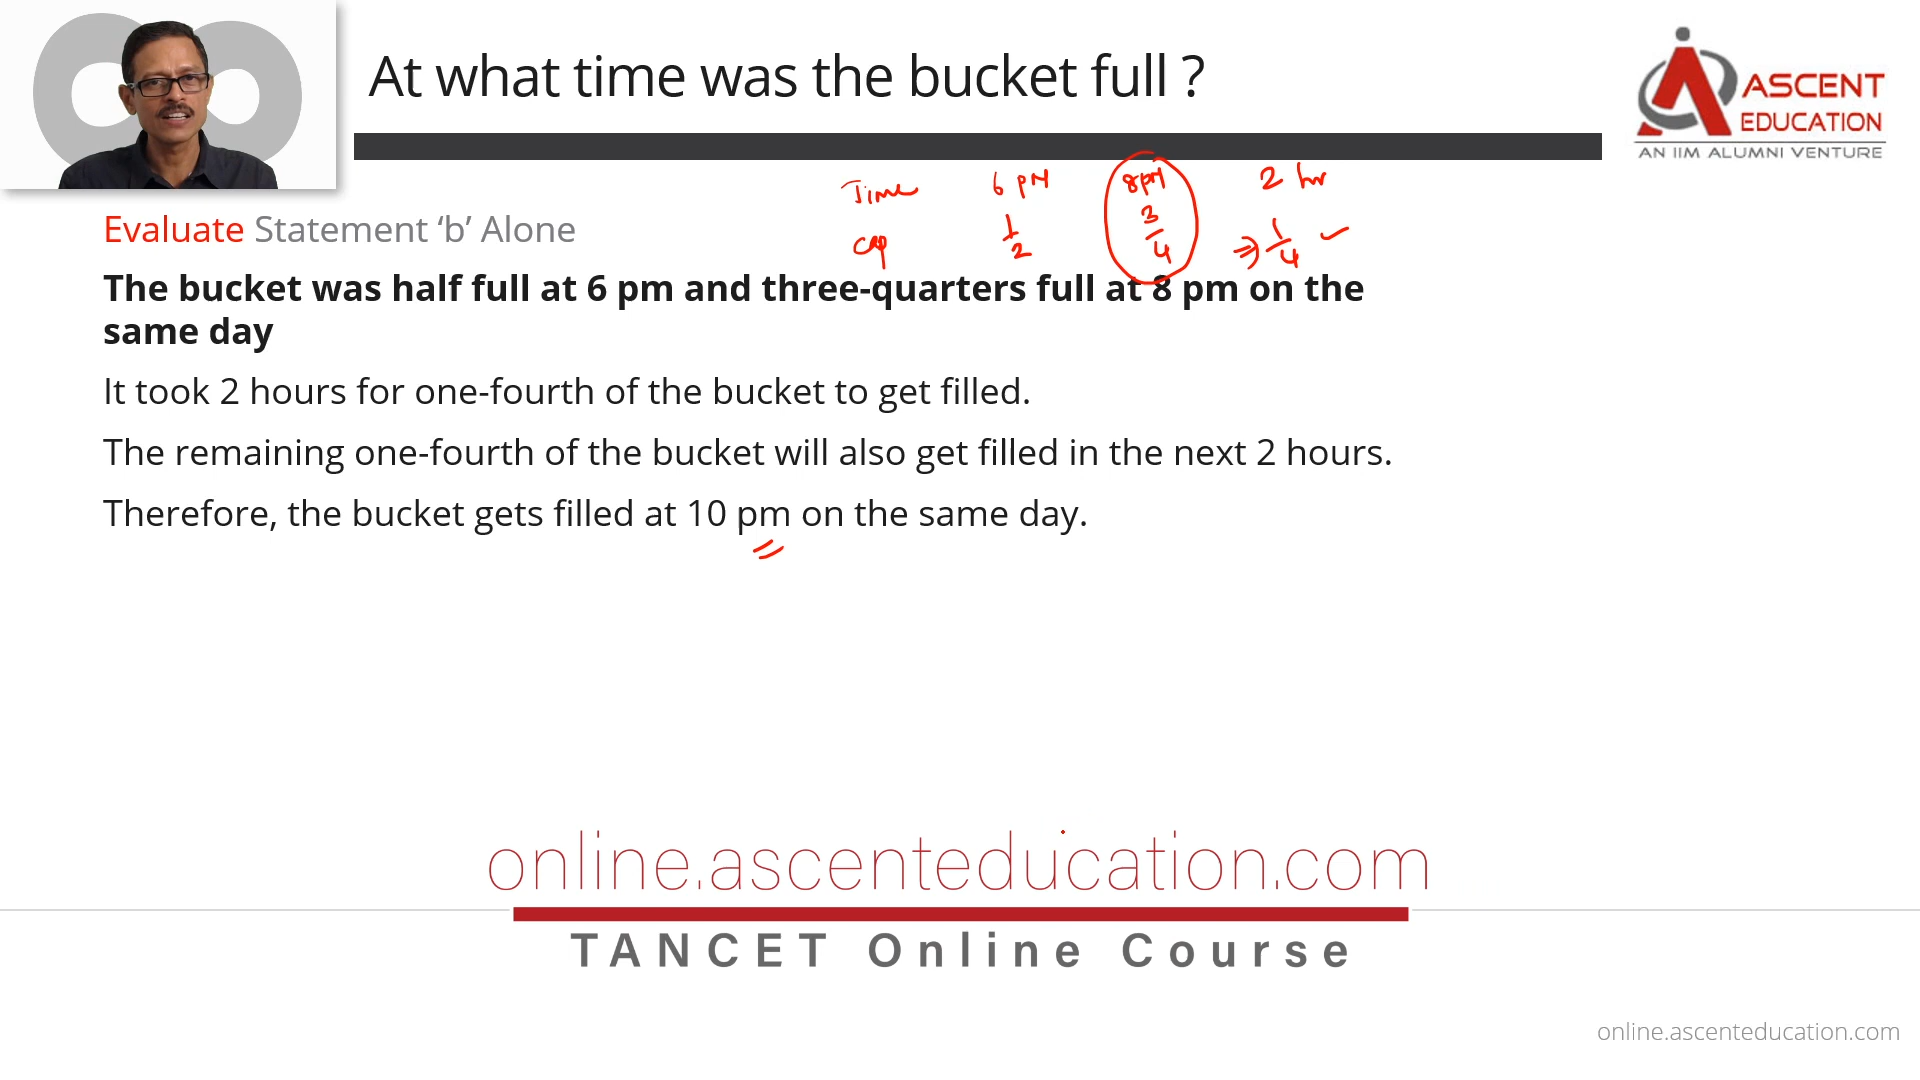 At what time was the bucket full ?
ASCENT
EDUCATION
AN IIM ALUMNI VENTURE
Time 6 PM 8PM 2 hr
Cap 1/2 3/4 ⇒ 1/4 ✓
Evaluate Statement ‘b’ Alone
The bucket was half full at 6 pm and three-quarters full at 8 pm on the
same day
It took 2 hours for one-fourth of the bucket to get filled.
The remaining one-fourth of the bucket will also get filled in the next 2 hours.
Therefore, the bucket gets filled at 10 pm on the same day.
online.ascenteducation.com
TANCET Online Course
online.ascenteducation.com